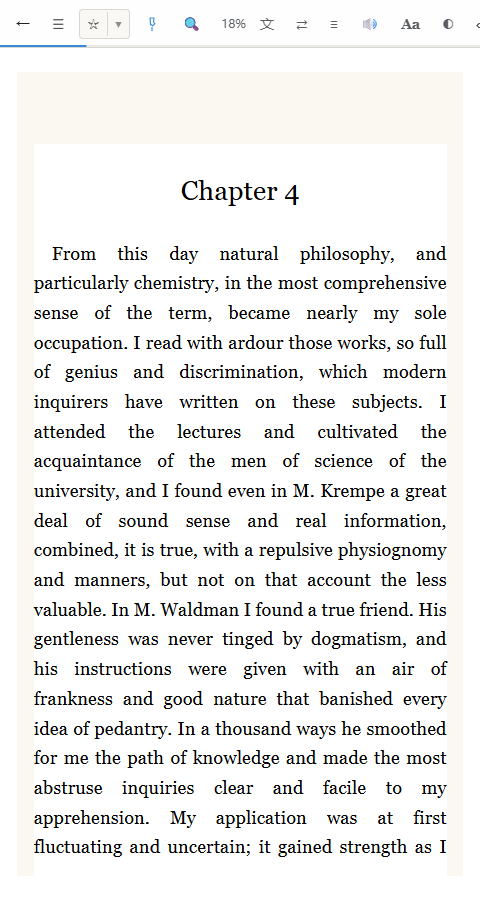 18% 文 Aa
Chapter 4
From this day natural philosophy, and
particularly chemistry, in the most comprehensive
sense of the term, became nearly my sole
occupation. I read with ardour those works, so full
of genius and discrimination, which modern
inquirers have written on these subjects. I
attended the lectures and cultivated the
acquaintance of the men of science of the
university, and I found even in M. Krempe a great
deal of sound sense and real information,
combined, it is true, with a repulsive physiognomy
and manners, but not on that account the less
valuable. In M. Waldman I found a true friend. His
gentleness was never tinged by dogmatism, and
his instructions were given with an air of
frankness and good nature that banished every
idea of pedantry. In a thousand ways he smoothed
for me the path of knowledge and made the most
abstruse inquiries clear and facile to my
apprehension. My application was at first
fluctuating and uncertain; it gained strength as I